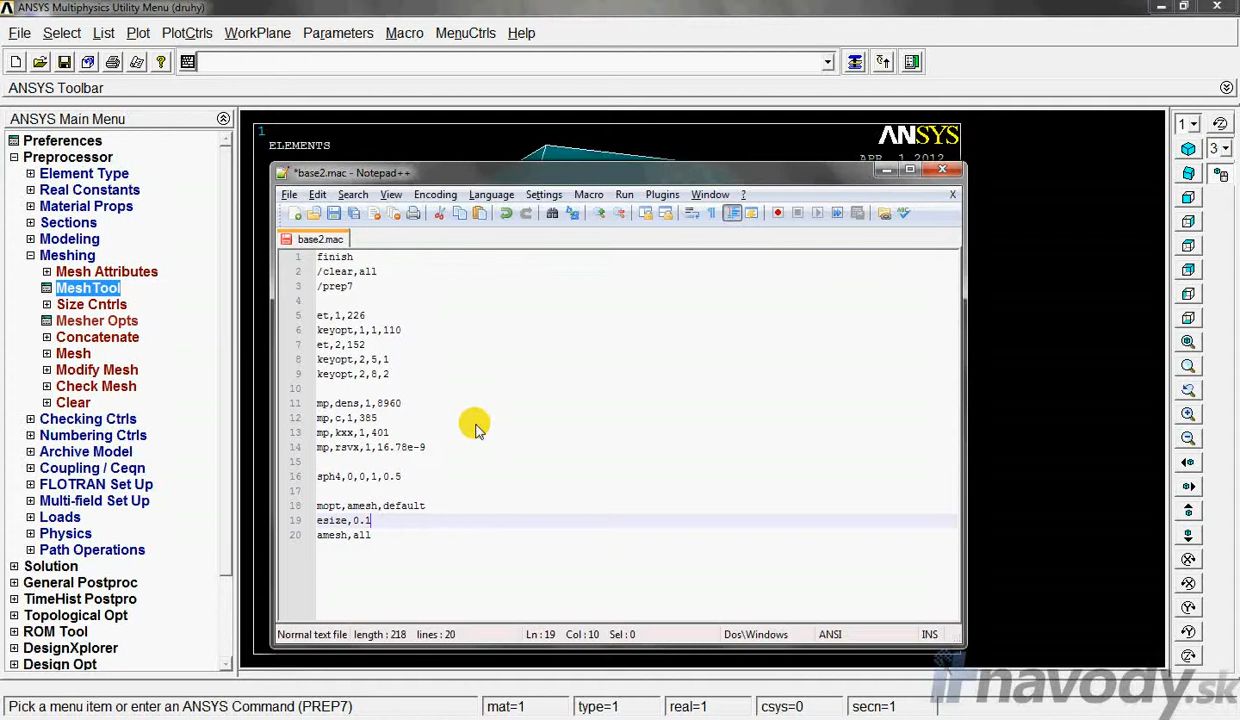 ANSYS Multiphysics Utility Menu (druhy)
File Select List Plot PlotCtrls WorkPlane Parameters Macro MenuCtrls Help
ANSYS Toolbar
ANSYS Main Menu
Preferences
Preprocessor
Element Type
Real Constants
Material Props
Sections
Modeling
Meshing
Mesh Attributes
MeshTool
Size Cntrls
Mesher Opts
Concatenate
Mesh
Modify Mesh
Check Mesh
Clear
Checking Ctrls
Numbering Ctrls
Archive Model
Coupling / Ceqn
FLOTRAN Set Up
Multi-field Set Up
Loads
Physics
Path Operations
Solution
General Postproc
TimeHist Postpro
Topological Opt
ROM Tool
DesignXplorer
Design Opt
1
ELEMENTS
ANSYS
APR 1 2012
*base2.mac - Notepad++
File Edit Search View Encoding Language Settings Macro Run Plugins Window ? X
base2.mac
1 finish
2 /clear,all
3 /prep7
4
5 et,1,226
6 keyopt,1,1,110
7 et,2,152
8 keyopt,2,5,1
9 keyopt,2,8,2
10
11 mp,dens,1,8960
12 mp,c,1,385
13 mp,kxx,1,401
14 mp,rsvx,1,16.78e-9
15
16 sph4,0,0,1,0.5
17
18 mopt,amesh,default
19 esize,0.1
20 amesh,all
Normal text file length : 218 lines : 20 Ln : 19 Col : 10 Sel : 0 Dos\Windows ANSI INS
1
3
Pick a menu item or enter an ANSYS Command (PREP7) mat=1 type=1 real=1 csys=0 secn=1
navody.sk